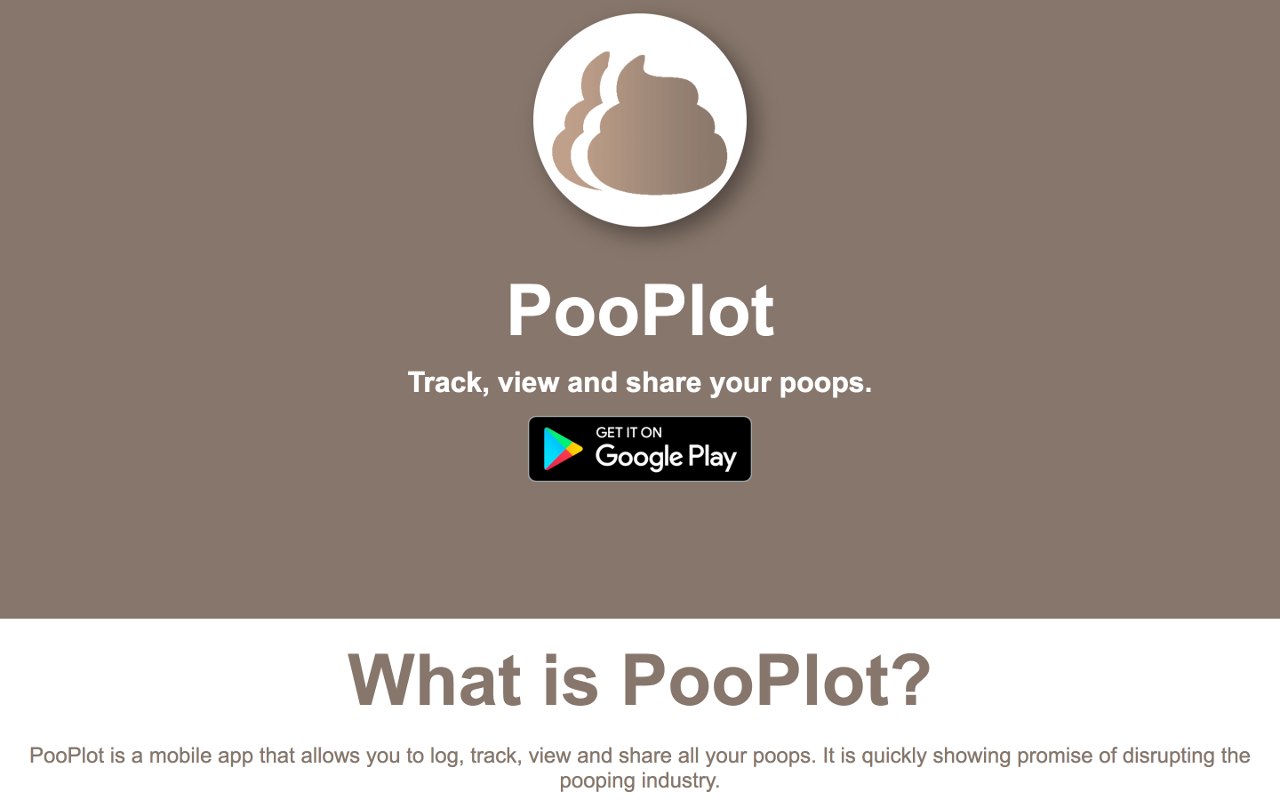 PooPlot
Track, view and share your poops.
GET IT ON
Google Play
What is PooPlot?
PooPlot is a mobile app that allows you to log, track, view and share all your poops. It is quickly showing promise of disrupting the
pooping industry.